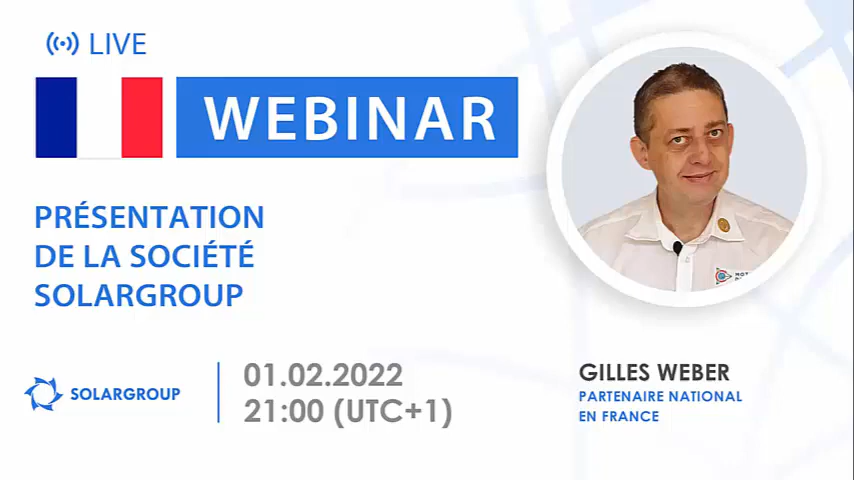 LIVE
WEBINAR
PRÉSENTATION
DE LA SOCIÉTÉ
SOLARGROUP
SOLARGROUP
01.02.2022
21:00 (UTC+1)
GILLES WEBER
PARTENAIRE NATIONAL
EN FRANCE